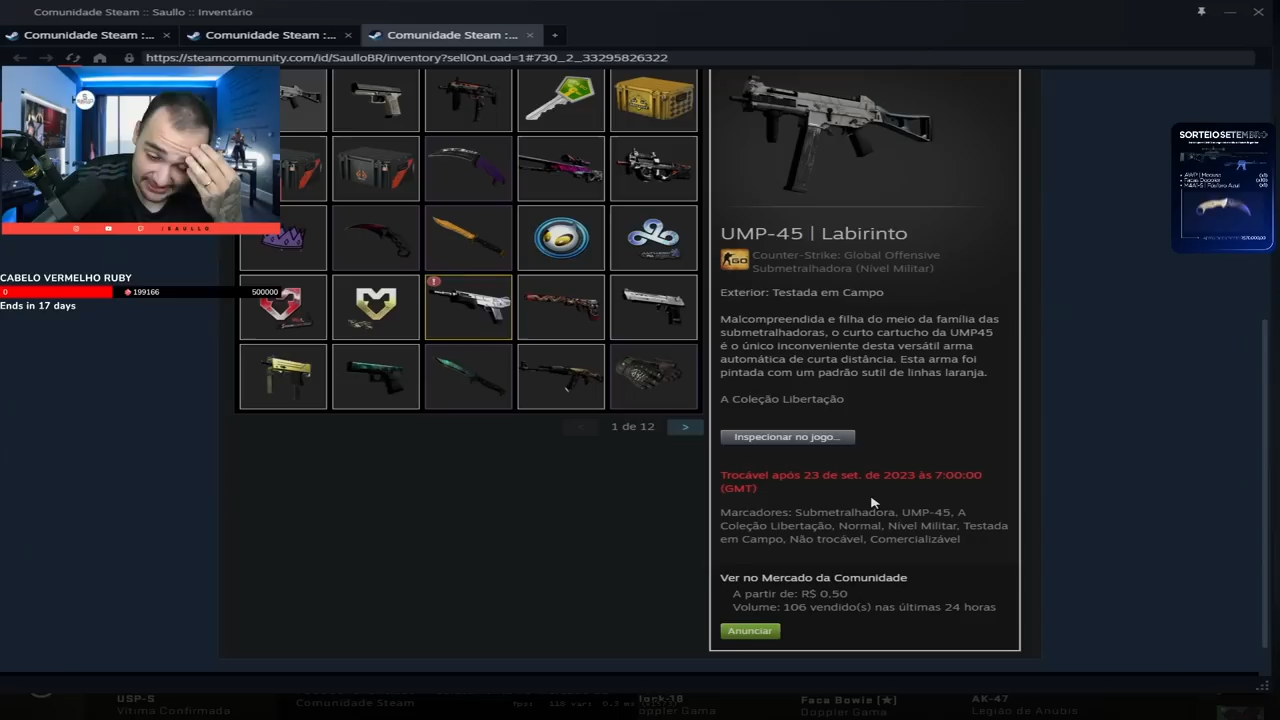 Comunidade Steam :: Saullo :: Inventário
Comunidade Steam :...
Comunidade Steam :...
Comunidade Steam :...
https://steamcommunity.com/id/SaulloBR/inventory?sellOnLoad=1#730_2_33295826322
SORTEIO SETEMBRO
/SAULLO
CABELO VERMELHO RUBY
0
199166
500000
Ends in 17 days
1 de 12
>
UMP-45 | Labirinto
Counter-Strike: Global Offensive
Submetralhadora (Nível Militar)
Exterior: Testada em Campo
Malcompreendida e filha do meio da família das
submetralhadoras, o curto cartucho da UMP45
é o único inconveniente desta versátil arma
automática de curta distância. Esta arma foi
pintada com um padrão sutil de linhas laranja.
A Coleção Libertação
Inspecionar no jogo...
Trocável após 23 de set. de 2023 às 7:00:00
(GMT)
Marcadores: Submetralhadora, UMP-45, A
Coleção Libertação, Normal, Nível Militar, Testada
em Campo, Não trocável, Comercializável
Ver no Mercado da Comunidade
A partir de: R$ 0,50
Volume: 106 vendido(s) nas últimas 24 horas
Anunciar
USP-S
Vítima Confirmada
Comunidade Steam
Doppler Gama
Faca Bowie [★]
Doppler Gama
AK-47
Legião de Anúbis